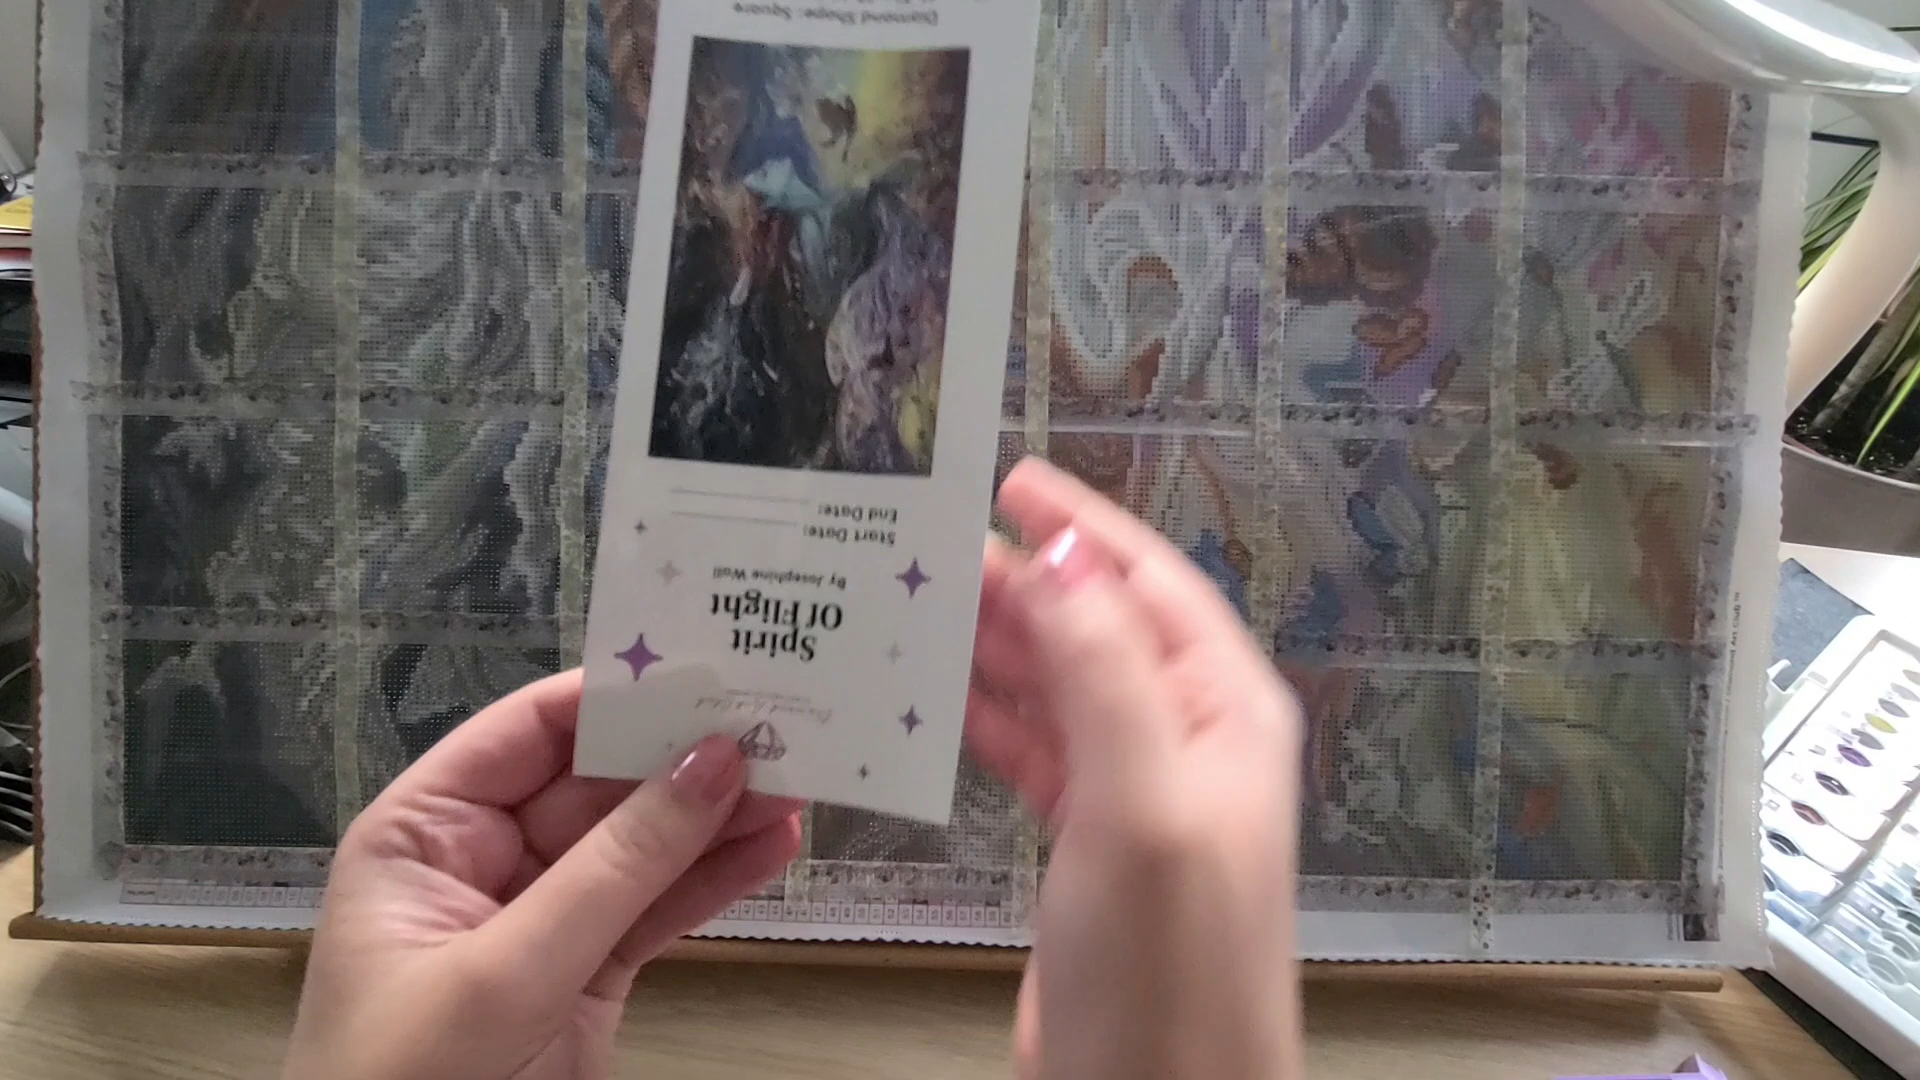 Spirit
Of Flight
By Josephine Wall
Start Date:
End Date:
Diamond Shape: Square